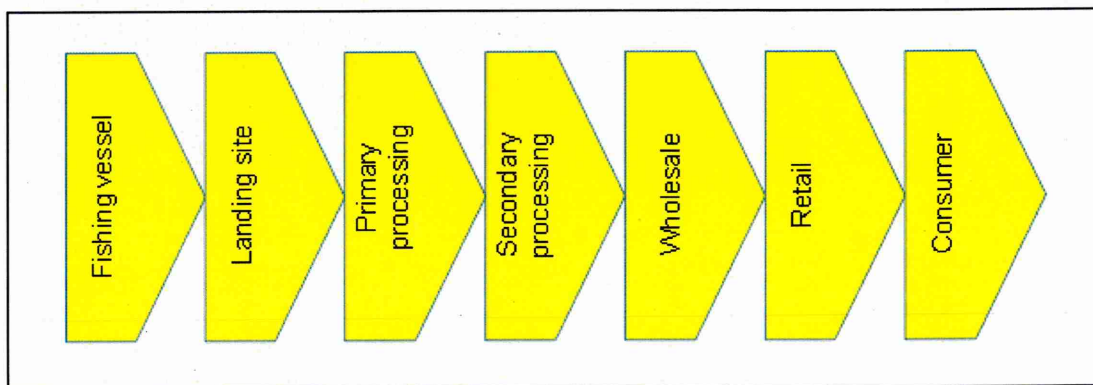 Fishing vessel
Landing site
Primary
processing
Secondary
processing
Wholesale
Retail
Consumer